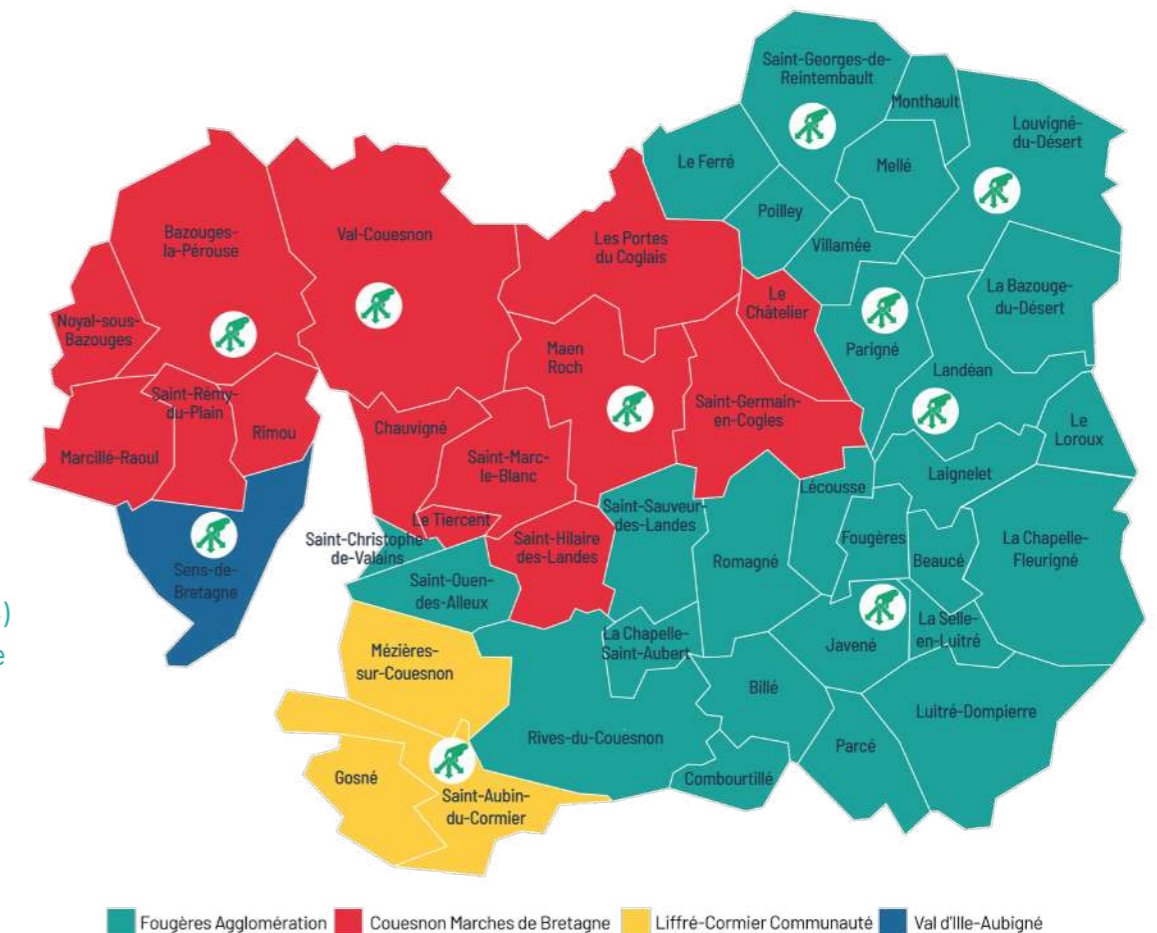 Saint-Georges-de-
Reintembault
Monthault
Louvigné-
du-Désert
Le Ferré
Mellé
Poilley
Villamée
Bazouges-
la-Pérouse
Val-Couesnon
Les Portes
du Coglais
La Bazouge-
du-Désert
Le
Châtelier
Noyal-sous-
Bazouges
Maen
Roch
Parigné
Landéan
Saint-Rémy-
du-Plain
Saint-Germain-
en-Cogles
Le
Loroux
Chauvigné
Rimou
Marcillé-Raoul
Saint-Marc-
le-Blanc
Laignelet
Lécousse
Saint-Sauveur-
des-Landes
Le Tiercent
Saint-Christophe-
de-Valains
Saint-Hilaire
des-Landes
Fougères
La Chapelle-
Fleurigné
Romagné
Beaucé
Sens-de-
Bretagne
Saint-Ouen-
des-Alleux
)
e
La Selle-
en-Luitré
La Chapelle-
Saint-Aubert
Javené
Mézières-
sur-Couesnon
Billé
Luitré-Dompierre
Rives-du-Couesnon
Parcé
Gosné
Combourtillé
Saint-Aubin-
du-Cormier
Fougères Agglomération Couesnon Marches de Bretagne Liffré-Cormier Communauté Val d'Ille-Aubigné